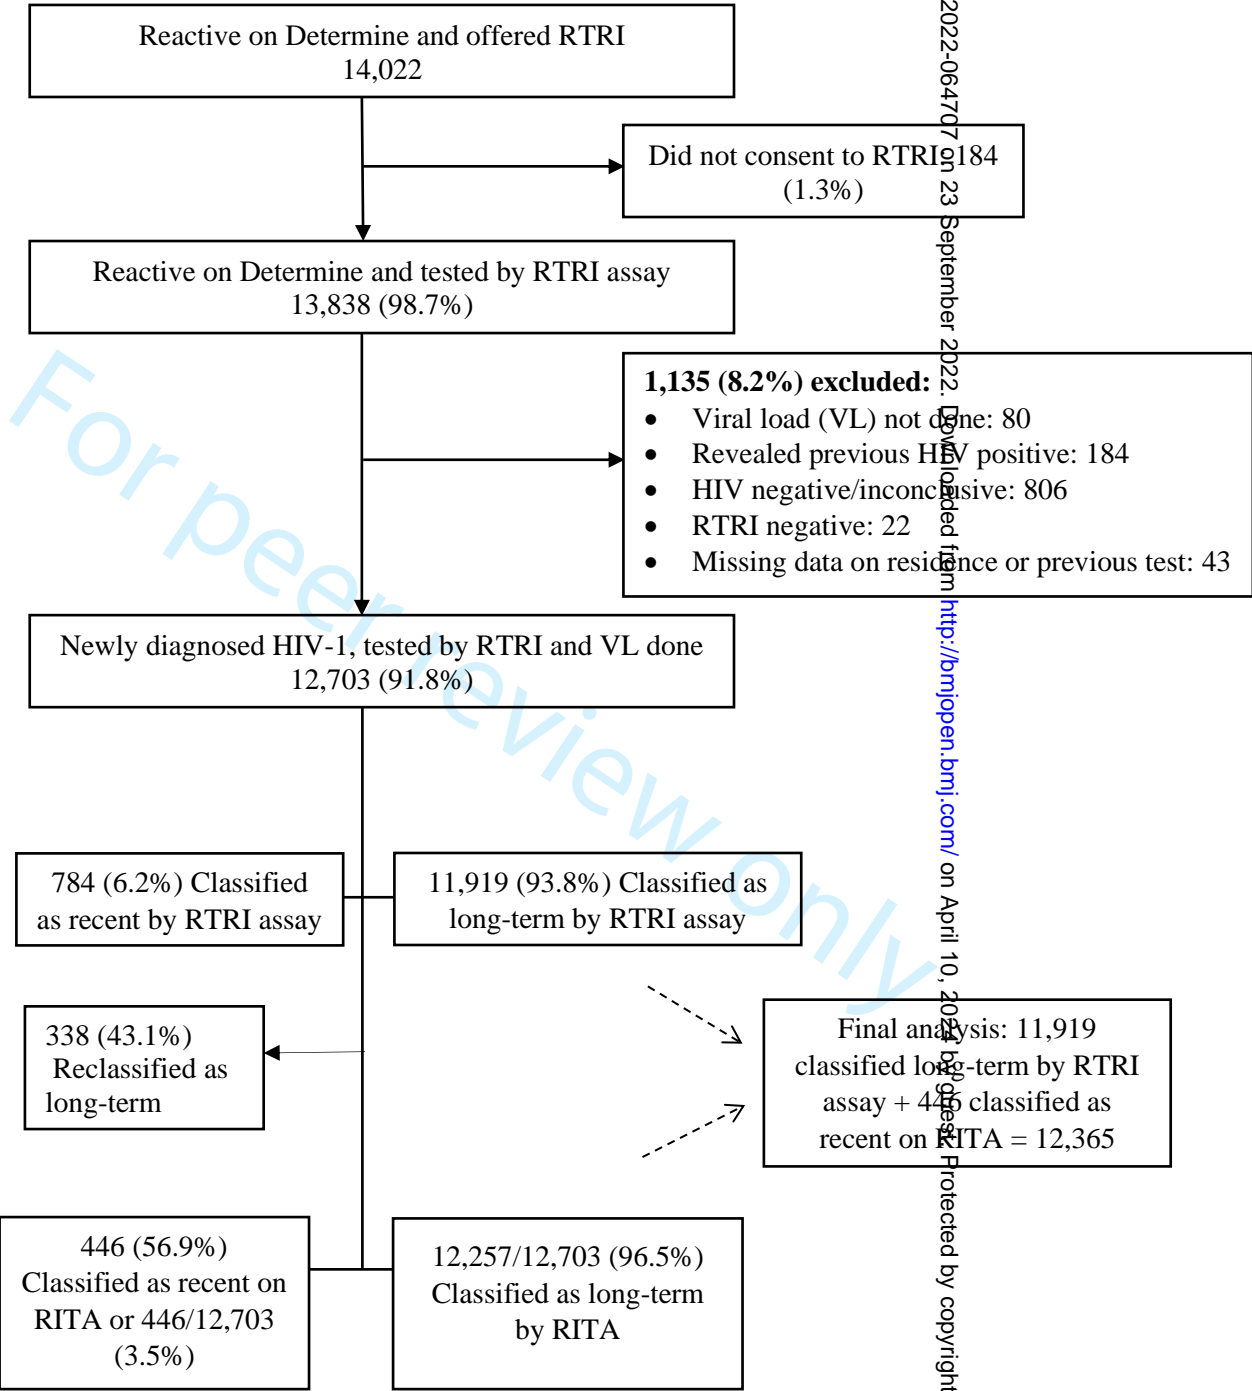 Reactive on Determine and offered RTRI
14,022
Did not consent to RTRI: 184
(1.3%)
Reactive on Determine and tested by RTRI assay
13,838 (98.7%)
1,135 (8.2%) excluded:
• Viral load (VL) not done: 80
• Revealed previous HIV positive: 184
• HIV negative/inconclusive: 806
• RTRI negative: 22
• Missing data on residence or previous test: 43
Newly diagnosed HIV-1, tested by RTRI and VL done
12,703 (91.8%)
784 (6.2%) Classified
as recent by RTRI assay
11,919 (93.8%) Classified as
long-term by RTRI assay
338 (43.1%)
Reclassified as
long-term
Final analysis: 11,919
classified long-term by RTRI
assay + 446 classified as
recent on RITA = 12,365
446 (56.9%)
Classified as recent on
RITA or 446/12,703
(3.5%)
12,257/12,703 (96.5%)
Classified as long-term
by RITA
For peer review only
2022-064707 on 23 September 2022. Downloaded from http://bmjopen.bmj.com/ on April 10, 2024 by guest. Protected by copyright